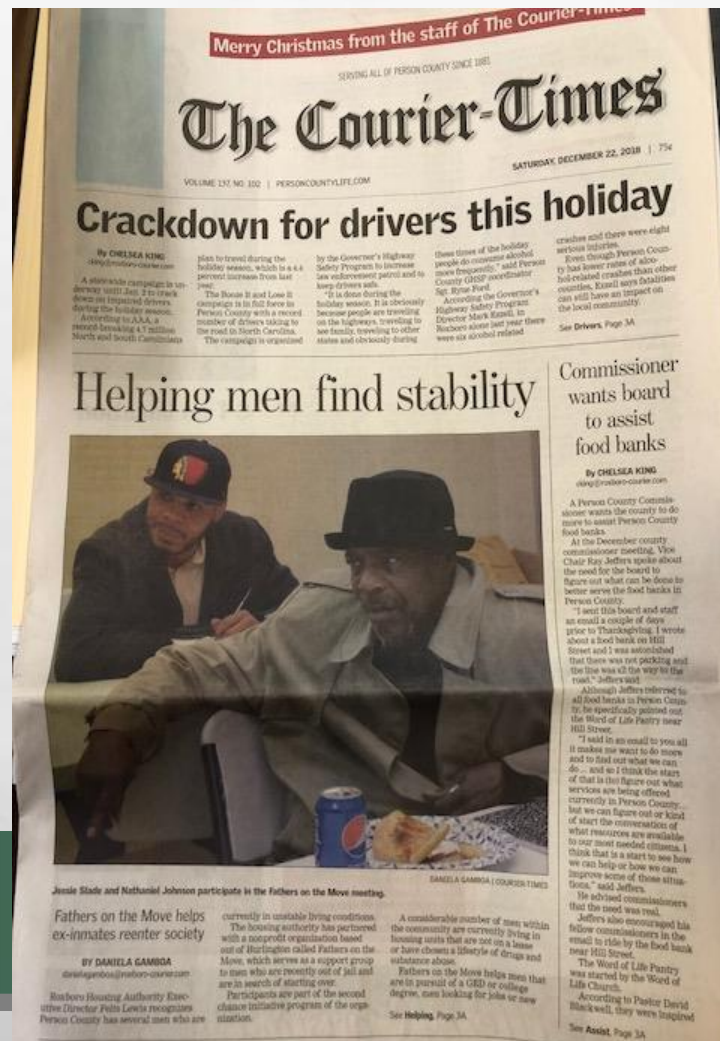 Merry Christmas from the staff of The Courier-Times
SERVING ALL OF PERSON COUNTY SINCE 1881
The Courier-Times
VOLUME 137, NO. 102 | PERSONCOUNTYLIFE.COM
SATURDAY, DECEMBER 22, 2018 | 75¢
Crackdown for drivers this holiday
By CHELSEA KING
cking@roxboro-courier.com
A statewide campaign is un-
derway until Jan. 2 to crack
down on impaired drivers
during the holiday season.
According to AAA, a
record-breaking 4.7 million
North and South Carolinians
plan to travel during the
holiday season, which is a 4.4
percent increase from last
year.
The Booze It and Lose It
campaign is in full force in
Person County with a record
number of drivers taking to
the road in North Carolina.
The campaign is organized
by the Governor's Highway
Safety Program to increase
law enforcement patrol and to
keep drivers safe.
"It is done during the
holiday season. It is obviously
because people are traveling
on the highways, traveling to
see family, traveling to other
states and obviously during
these times of the holiday
people do consume alcohol
more frequently," said Person
County GHSP coordinator
Sgt. Ryne Ford.
According the Governor's
Highway Safety Program
Director Mark Ezzell, in
Roxboro alone last year there
were six alcohol related
crashes and there were eight
serious injuries.
Even though Person Coun-
ty has lower rates of alco-
hol-related crashes than other
counties, Ezzell says fatalities
can still have an impact on
the local community.
See Drivers, Page 3A
Helping men find stability
DANIELA GAMBOA | COURIER-TIMES
Jessie Slade and Nathaniel Johnson participate in the Fathers on the Move meeting.
Fathers on the Move helps
ex-inmates reenter society
BY DANIELA GAMBOA
danielagamboa@roxboro-courier.com
Roxboro Housing Authority Exec-
utive Director Felts Lewis recognizes
Person County has several men who are
currently in unstable living conditions.
The housing authority has partnered
with a nonprofit organization based
out of Burlington called Fathers on the
Move, which serves as a support group
to men who are recently out of jail and
are in search of starting over.
Participants are part of the second
chance initiative program of the orga-
nization.
A considerable number of men within
the community are currently living in
housing units that are not on a lease
or have chosen a lifestyle of drugs and
substance abuse.
Fathers on the Move helps men that
are in pursuit of a GED or college
degree, men looking for jobs or new
See Helping, Page 3A
Commissioner
wants board
to assist
food banks
By CHELSEA KING
cking@roxboro-courier.com
A Person County Commis-
sioner wants the county to do
more to assist Person County
food banks.
At the December county
commissioner meeting, Vice
Chair Ray Jeffers spoke about
the need for the board to
figure out what can be done to
better serve the food banks in
Person County.
"I sent this board and staff
an email a couple of days
prior to Thanksgiving. I wrote
about a food bank on Hill
Street and I was astonished
that there was not parking and
the line was all the way to the
road," Jeffers said.
Although Jeffers referred to
all food banks in Person Coun-
ty, he specifically pointed out
the Word of Life Pantry near
Hill Street.
"I said in an email to you all
it makes me want to do more
and to find out what we can
do... and so I think the start
of that is (to) figure out what
services are being offered
currently in Person County...
but we can figure out or kind
of start the conversation of
what resources are available
to our most needed citizens. I
think that is a start to see how
we can help or how we can
improve some of those situa-
tions," said Jeffers.
He advised commissioners
that the need was real.
Jeffers also encouraged his
fellow commissioners in the
email to ride by the food bank
near Hill Street.
The Word of Life Pantry
was started by the Word of
Life Church.
According to Pastor David
Blackwell, they were inspired
See Assist, Page 3A